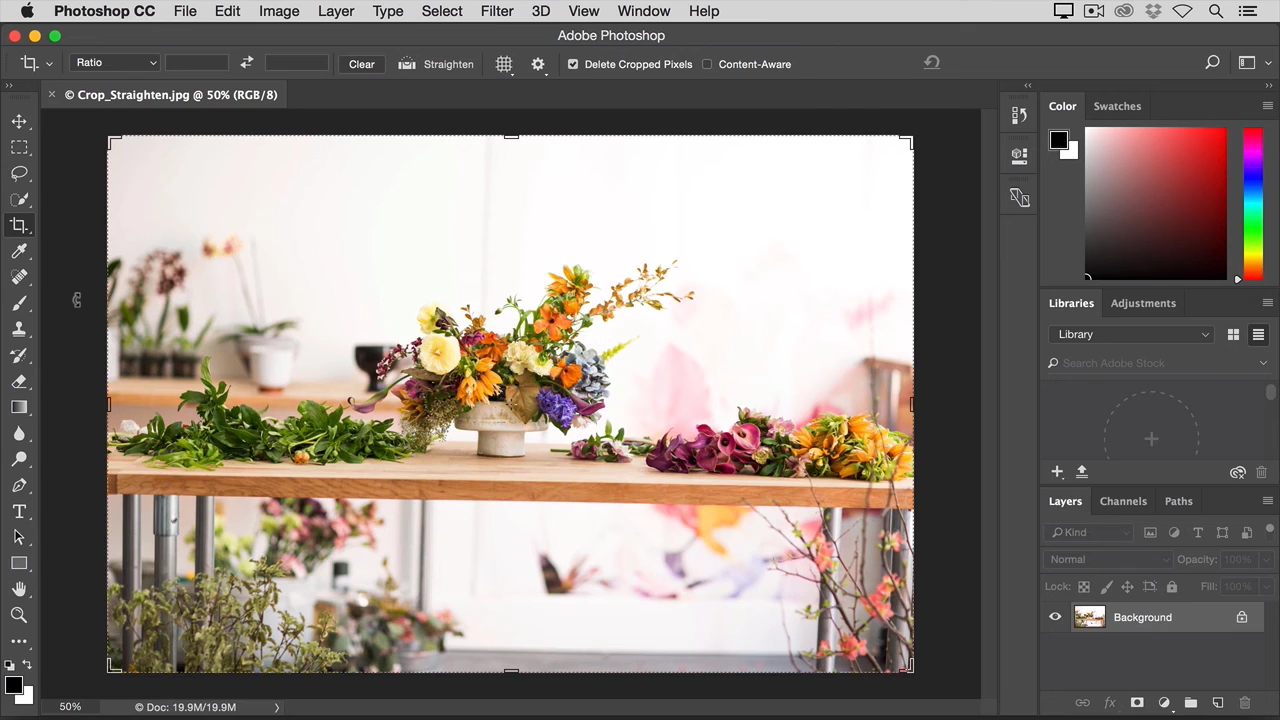 Photoshop CC File Edit Image Layer Type Select Filter 3D View Window Help
Adobe Photoshop
Ratio Clear Straighten Delete Cropped Pixels Content-Aware
© Crop_Straighten.jpg @ 50% (RGB/8)
Color Swatches
Libraries Adjustments
Library
Search Adobe Stock
Layers Channels Paths
Kind
Normal Opacity: 100%
Lock: Fill: 100%
Background
fx
50% © Doc: 19.9M/19.9M